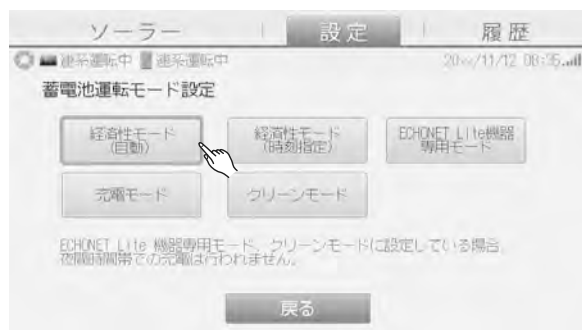 ソーラー 設定 履歴
連系運転中 連系運転中 20××/11/12 08:35
蓄電池運転モード設定
経済性モード
(自動)
経済性モード
(時刻指定)
ECHONET Lite機器
専用モード
充電モード
クリーンモード
ECHONET Lite 機器専用モード、クリーンモードに設定している場合、
夜間時間帯での充電は行われません。
戻る